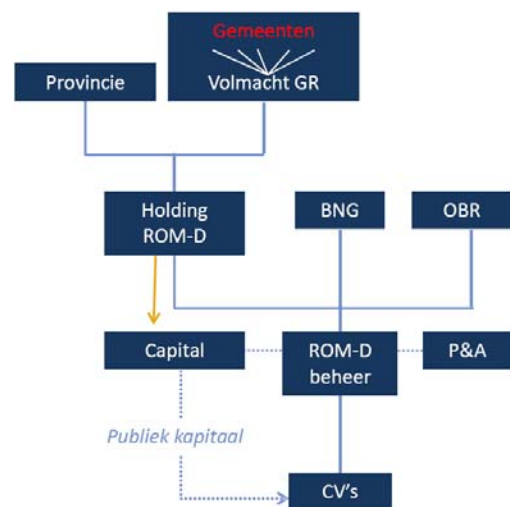 Gemeenten
Provincie
Volmacht GR
Holding
ROM-D
BNG
OBR
Capital
ROM-D
beheer
P&A
Publiek kapitaal
CV's